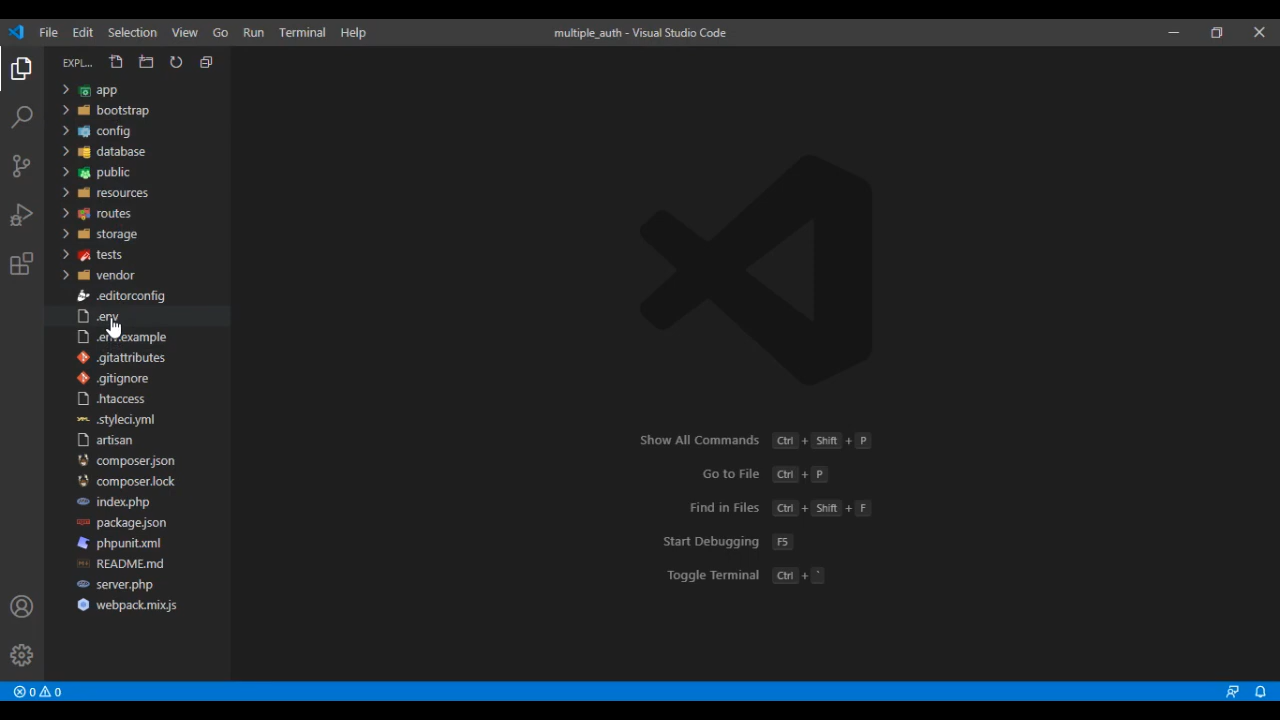 File Edit Selection View Go Run Terminal Help
multiple_auth - Visual Studio Code
EXPL...
app
bootstrap
config
database
public
resources
routes
storage
tests
vendor
.editorconfig
.env
.env.example
.gitattributes
.gitignore
.htaccess
.styleci.yml
artisan
composer.json
composer.lock
index.php
package.json
phpunit.xml
README.md
server.php
webpack.mix.js
Show All Commands Ctrl + Shift + P
Go to File Ctrl + P
Find in Files Ctrl + Shift + F
Start Debugging F5
Toggle Terminal Ctrl + `
0 0